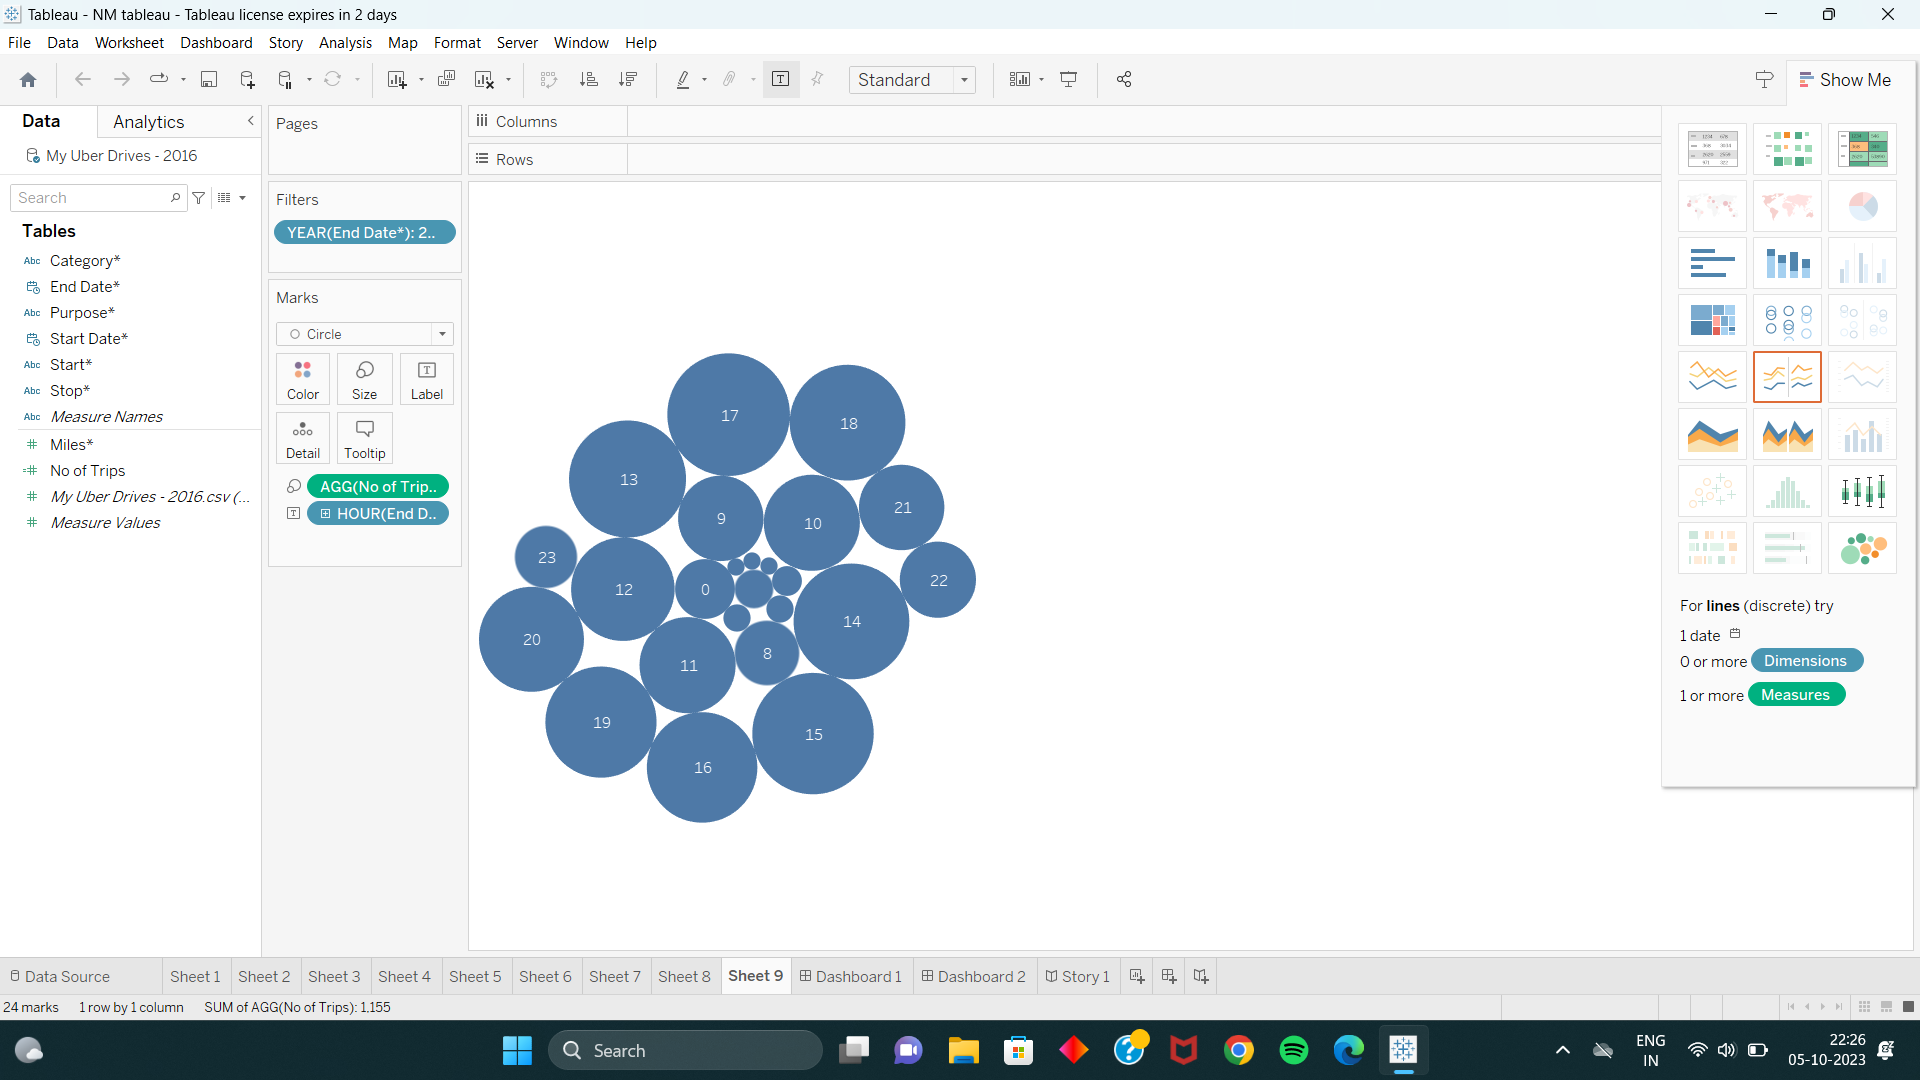 Tableau - NM tableau - Tableau license expires in 2 days
File Data Worksheet Dashboard Story Analysis Map Format Server Window Help
Standard
Show Me
Data
Analytics
My Uber Drives - 2016
Search
Tables
Abc Category*
End Date*
Abc Purpose*
Start Date*
Abc Start*
Abc Stop*
Abc Measure Names
Miles*
No of Trips
My Uber Drives - 2016.csv (...
Measure Values
Pages
Filters
YEAR(End Date*): 2..
Marks
Circle
Color
Size
Label
Detail
Tooltip
AGG(No of Trip..
HOUR(End D..
Columns
Rows
17
18
13
9
10
21
23
12
0
22
20
14
11
8
19
15
16
For lines (discrete) try
1 date
0 or more Dimensions
1 or more Measures
Data Source
Sheet 1
Sheet 2
Sheet 3
Sheet 4
Sheet 5
Sheet 6
Sheet 7
Sheet 8
Sheet 9
Dashboard 1
Dashboard 2
Story 1
24 marks 1 row by 1 column SUM of AGG(No of Trips): 1,155
Search
ENG
IN
22:26
05-10-2023